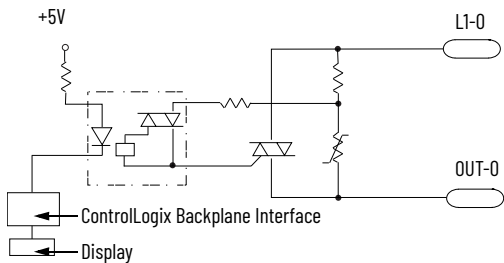 +5V
L1-0
OUT-0
ControlLogix Backplane Interface
Display